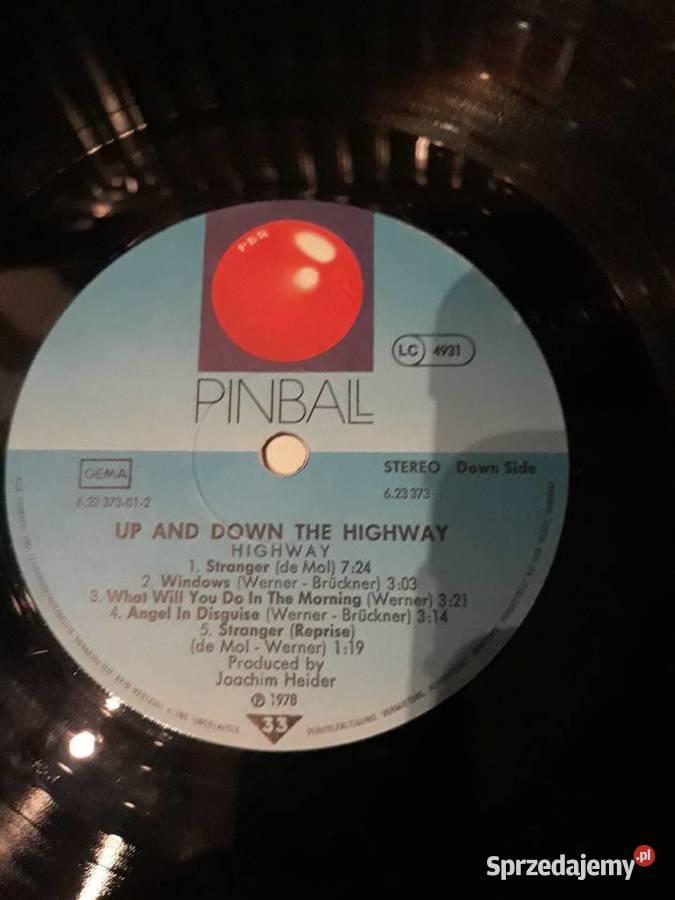 PBR
LC 4931
PINBALL
GEMA
STEREO Down Side
6.23 373-01-2
6.23 373
UP AND DOWN THE HIGHWAY
HIGHWAY
1. Stranger (de Mol) 7:24
2. Windows (Werner - Brückner) 3:03
3. What Will You Do In The Morning (Werner) 3:21
4. Angel In Disguise (Werner - Brückner) 3:14
5. Stranger (Reprise)
(de Mol - Werner) 1:19
Produced by
Joachim Heider
℗ 1978
33
Sprzedajemy.pl